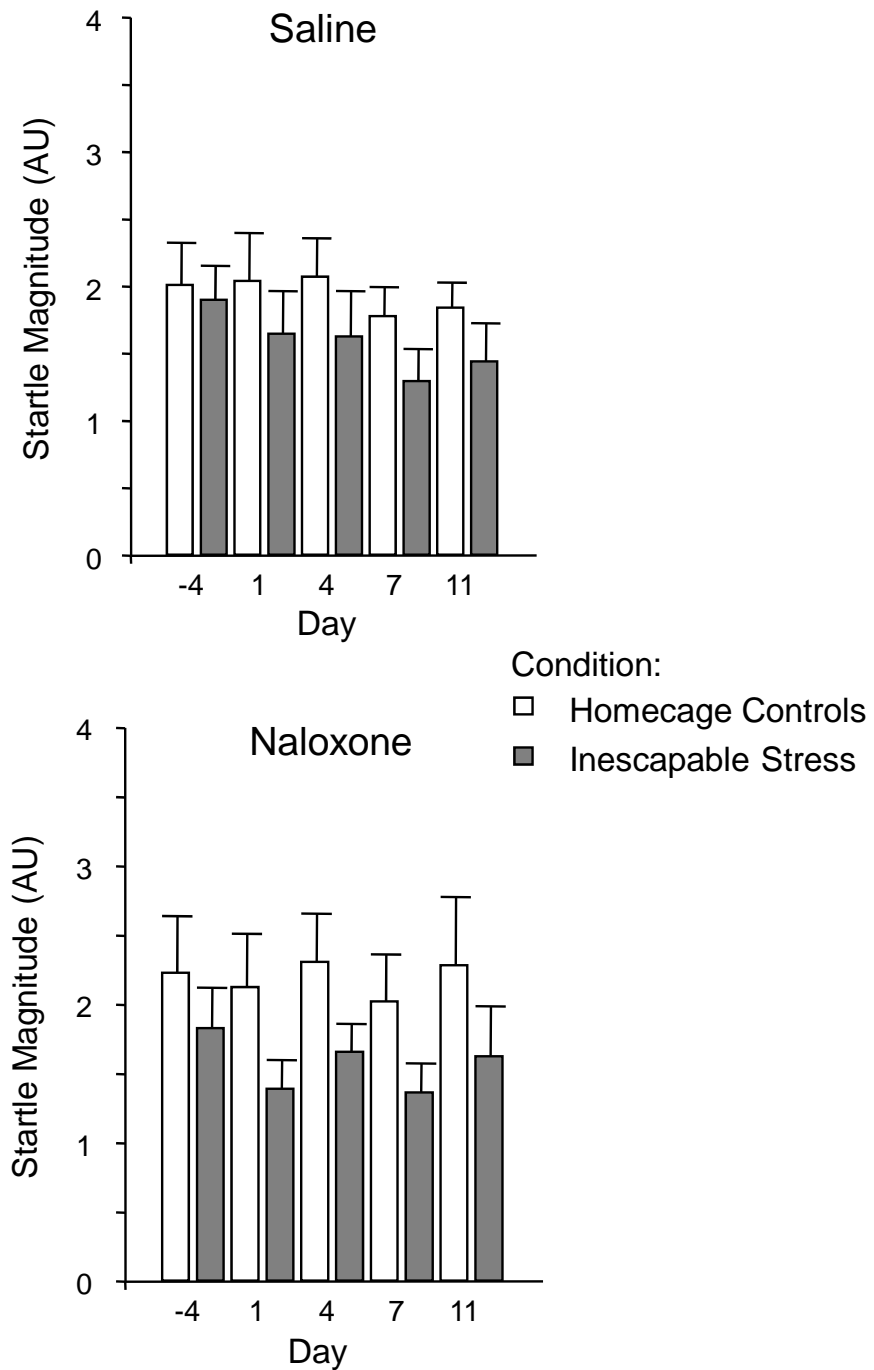 Saline
4
3
2
1
0
Startle Magnitude (AU)
-4 1 4 7 11
Day
Condition:
Homecage Controls
Inescapable Stress
Naloxone
4
3
2
1
0
Startle Magnitude (AU)
-4 1 4 7 11
Day